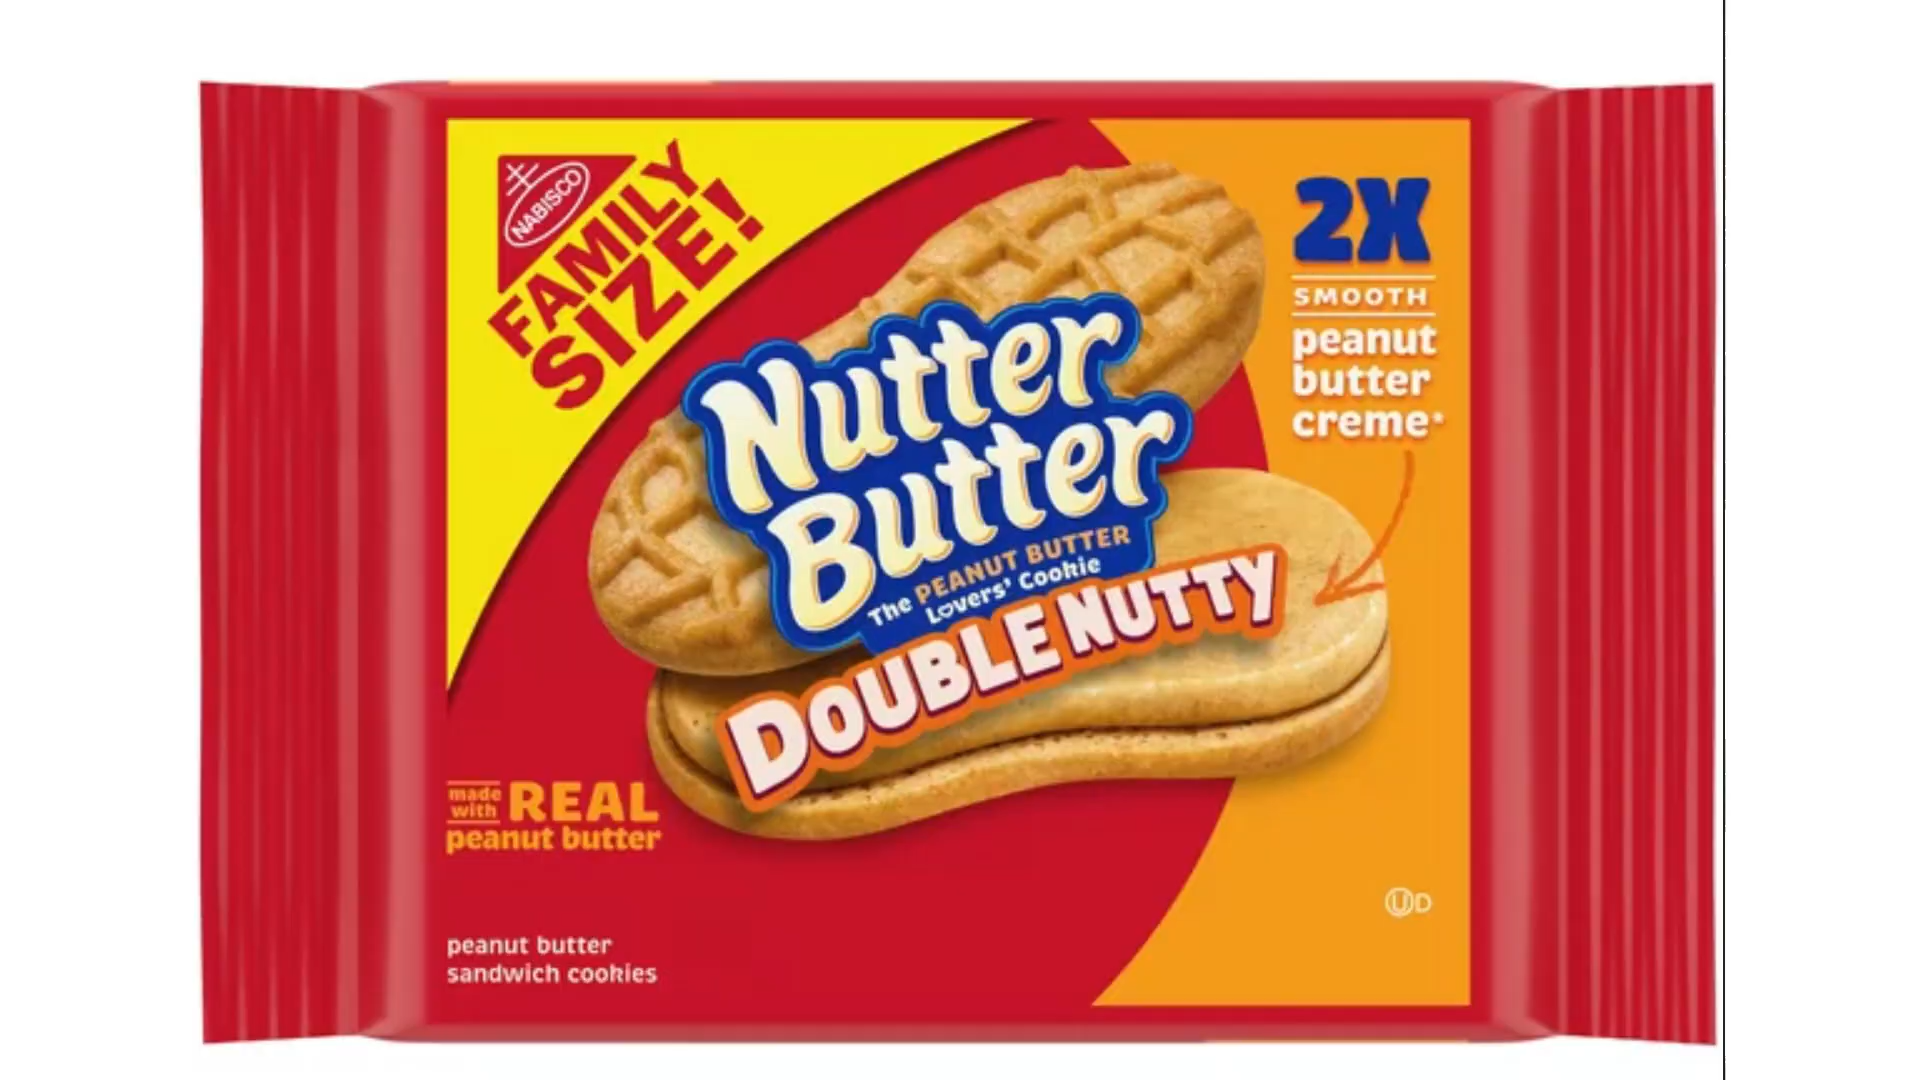 NABISCO
FAMILY
SIZE!
2X
SMOOTH
peanut
butter
creme*
Nutter
Butter
The PEANUT BUTTER
Lovers' Cookie
DOUBLE NUTTY
made
with REAL
peanut butter
UD
peanut butter
sandwich cookies